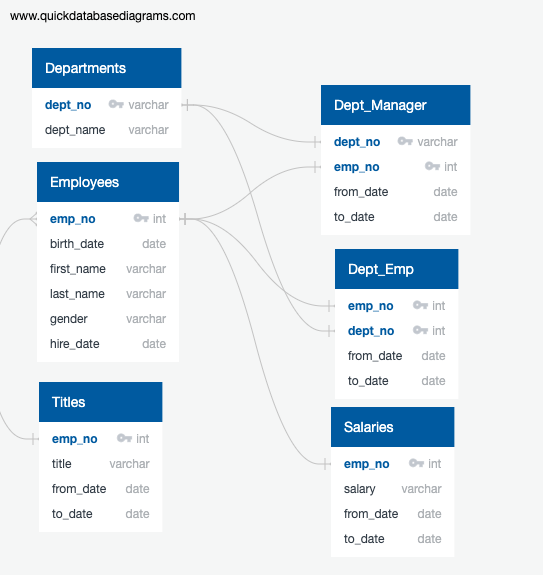 www.quickdatabasediagrams.com
Departments
dept_no varchar
dept_name varchar
Employees
emp_no int
birth_date date
first_name varchar
last_name varchar
gender varchar
hire_date date
Titles
emp_no int
title varchar
from_date date
to_date date
Dept_Manager
dept_no varchar
emp_no int
from_date date
to_date date
Dept_Emp
emp_no int
dept_no int
from_date date
to_date date
Salaries
emp_no int
salary varchar
from_date date
to_date date